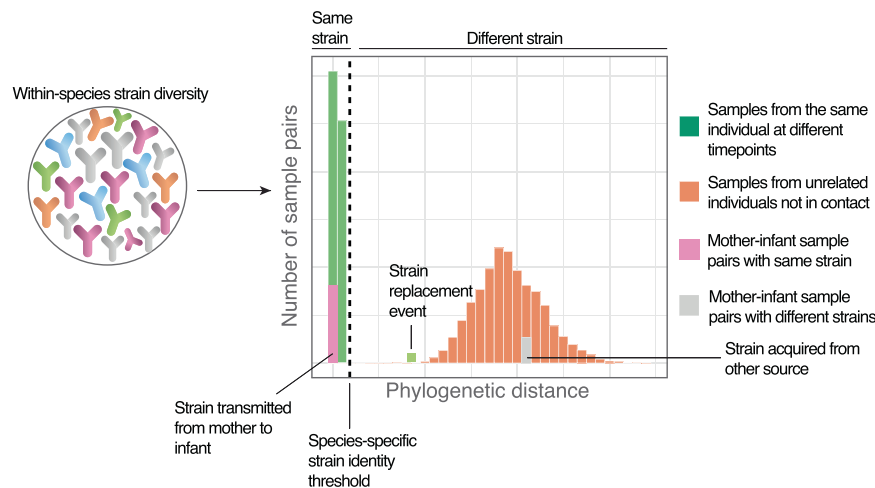 Same
strain
Different strain
Within-species strain diversity
Number of sample pairs
Strain
replacement
event
Phylogenetic distance
Samples from the same
individual at different
timepoints
Samples from unrelated
individuals not in contact
Mother-infant sample
pairs with same strain
Mother-infant sample
pairs with different strains
Strain acquired from
other source
Strain transmitted
from mother to
infant
Species-specific
strain identity
threshold